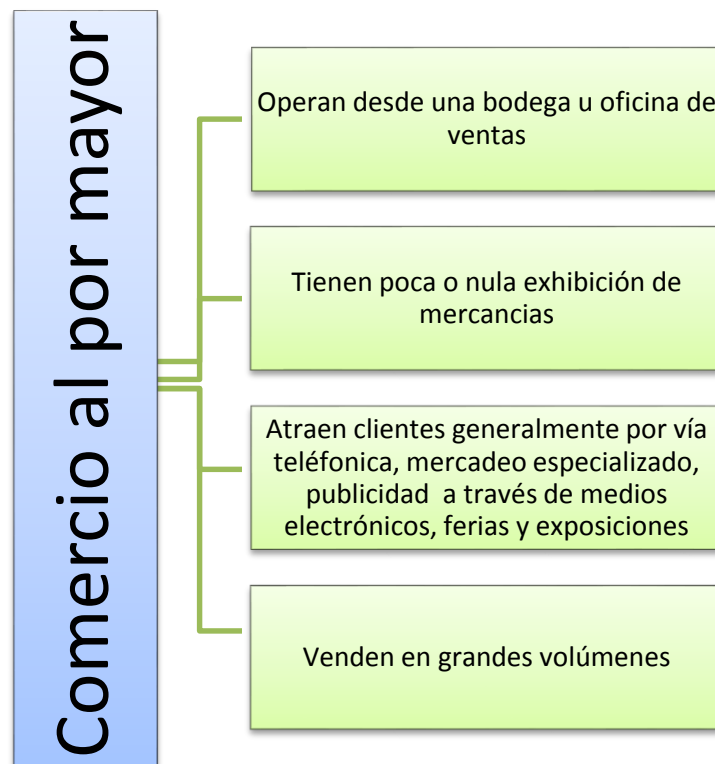 Comercio al por mayor
Operan desde una bodega u oficina de
ventas
Tienen poca o nula exhibición de
mercancias
Atraen clientes generalmente por vía
teléfonica, mercadeo especializado,
publicidad a través de medios
electrónicos, ferias y exposiciones
Venden en grandes volúmenes